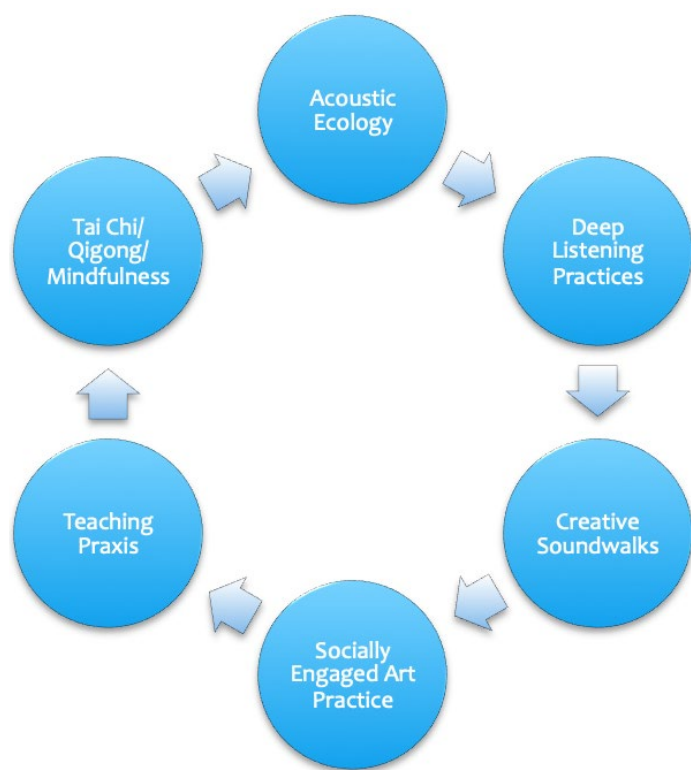 Acoustic
Ecology
Deep
Listening
Practices
Creative
Soundwalks
Socially
Engaged Art
Practice
Teaching
Praxis
Tai Chi/
Qigong/
Mindfulness